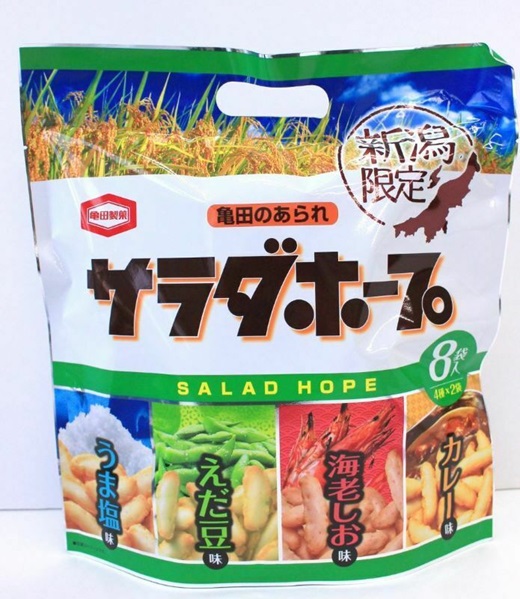 新潟
限定
亀田製菓
亀田のあられ
サラダホープ
8袋入
4種×2袋
SALAD HOPE
うま塩味
えだ豆味
海老しお味
カレー味